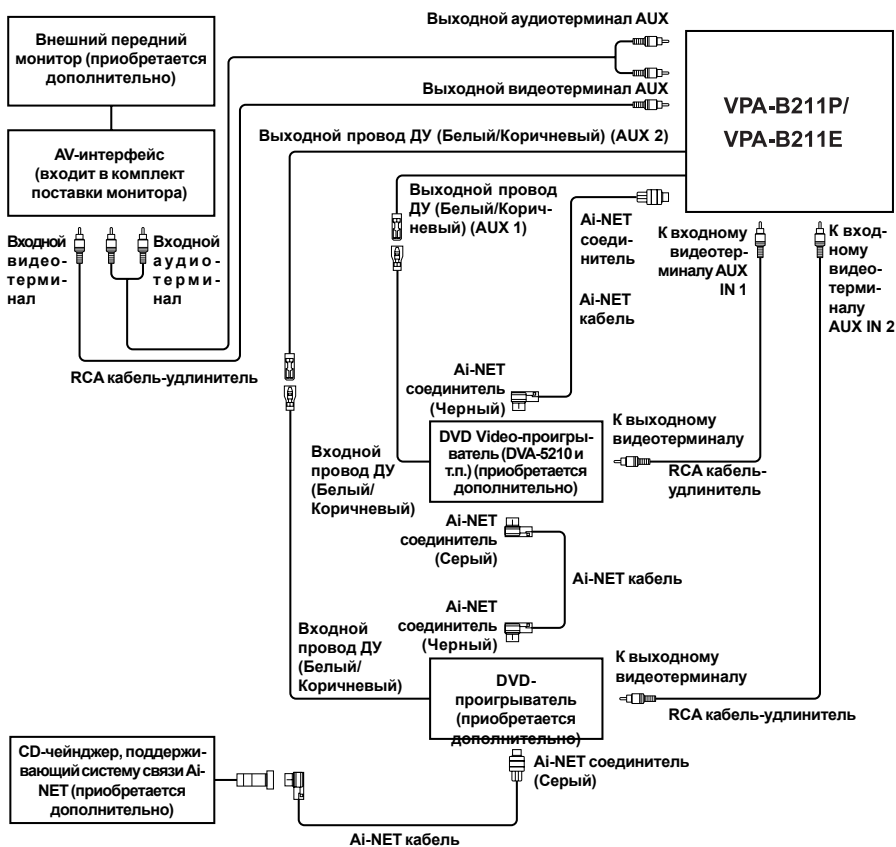 Выходной аудиотерминал AUX
Внешний передний
монитор (приобретается
дополнительно)
Выходной видеотерминал AUX
VPA-B211P/
VPA-B211E
Выходной провод ДУ (Белый/Коричневый) (AUX 2)
AV-интерфейс
(входит в комплект
поставки монитора)
Выходной провод
ДУ (Белый/Корич-
невый) (AUX 1)
Ai-NET
соеди-
нитель
К входному
видеотер-
миналу AUX
IN 1
К вход-
ному
видео-
терми-
налу
AUX IN 2
Входной
видео-
терми-
нал
Входной
аудио-
терми-
нал
Ai-NET
кабель
RCA кабель-удлинитель
Ai-NET
соединитель
(Черный)
DVD Video-проигры-
ватель (DVA-5210 и
т.п.) (приобретается
дополнительно)
К выходному
видеотерминалу
RCA кабель-
удлинитель
Входной
провод ДУ
(Белый/
Коричневый)
Ai-NET
соединитель
(Серый)
Ai-NET кабель
Ai-NET
соединитель
(Черный)
Входной
провод ДУ
(Белый/
Коричневый)
DVD-
проигрыватель
(приобретается
дополнительно)
К выходному
видеотерминалу
RCA кабель-удлинитель
CD-чейнджер, поддержи-
вающий систему связи Ai-
NET (приобретается
дополнительно)
Ai-NET соединитель
(Серый)
Ai-NET кабель